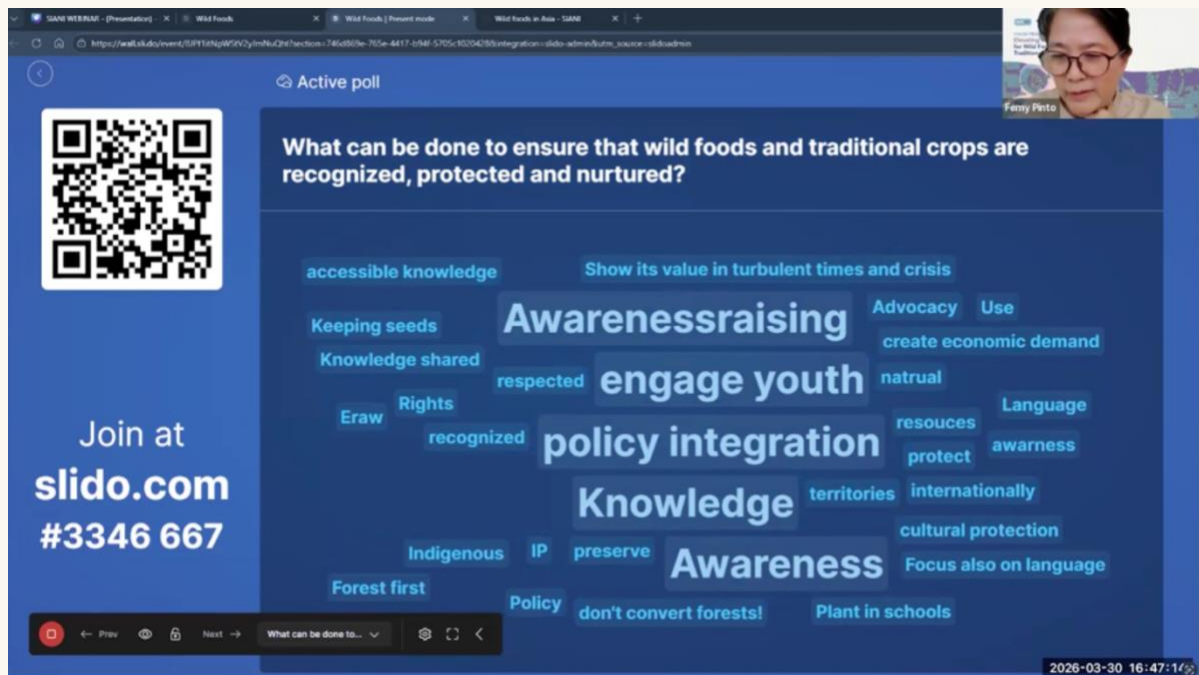 SIANI WEBINAR - (Presentation) -
Wild Foods
Wild Foods | Present mode
Wild foods in Asia - SIANI
Active poll
Femy Pinto
What can be done to ensure that wild foods and traditional crops are
recognized, protected and nurtured?
accessible knowledge
Show its value in turbulent times and crisis
Awarenessraising
Advocacy
Use
Keeping seeds
create economic demand
Knowledge shared
respected
engage youth
natrual
Rights
Language
Eraw
resouces
recognized
policy integration
awarness
protect
Knowledge
territories
internationally
cultural protection
Indigenous
IP
preserve
Awareness
Focus also on language
Forest first
Policy
don't convert forests!
Plant in schools
Join at
slido.com
#3346 667
Prev
Next
What can be done to...
2026-03-30 16:47:14